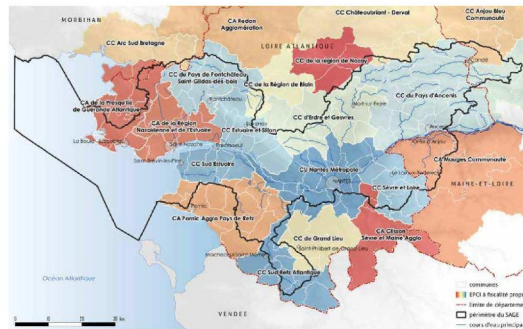 MORBIHAN
CA Redon
Agglomération
CC Châteaubriant - Derval
CC Anjou Bleu
Communauté
CC Arc Sud Bretagne
LOIRE ATLANTIQUE
CC de la région de Nozay
CC du Pays de Pontchâteau
Saint-Gildas-des-bois
CC de la Région de Blain
CA de la Presqu'île
de Guérande Atlantique
CC du Pays d'Ancenis
CC d'Erdre et Gesvres
CA de la Région
Nazairienne et de l'Estuaire
CC Estuaire et Sillon
CC Sud Estuaire
CU Nantes Métropole
CA Mauges Communauté
MAINE-ET-LOIRE
CC Sèvre et Loire
Pornic
CA Pornic Agglo Pays de Retz
CC de Grand Lieu
CA Clisson
Sèvre et Maine Agglo
CC Sud Retz Atlantique
Océan Atlantique
VENDEE
communes
EPCI à fiscalité propre
limite de département
périmètre du SAGE
cours d'eau principaux
0 10 20 30 km